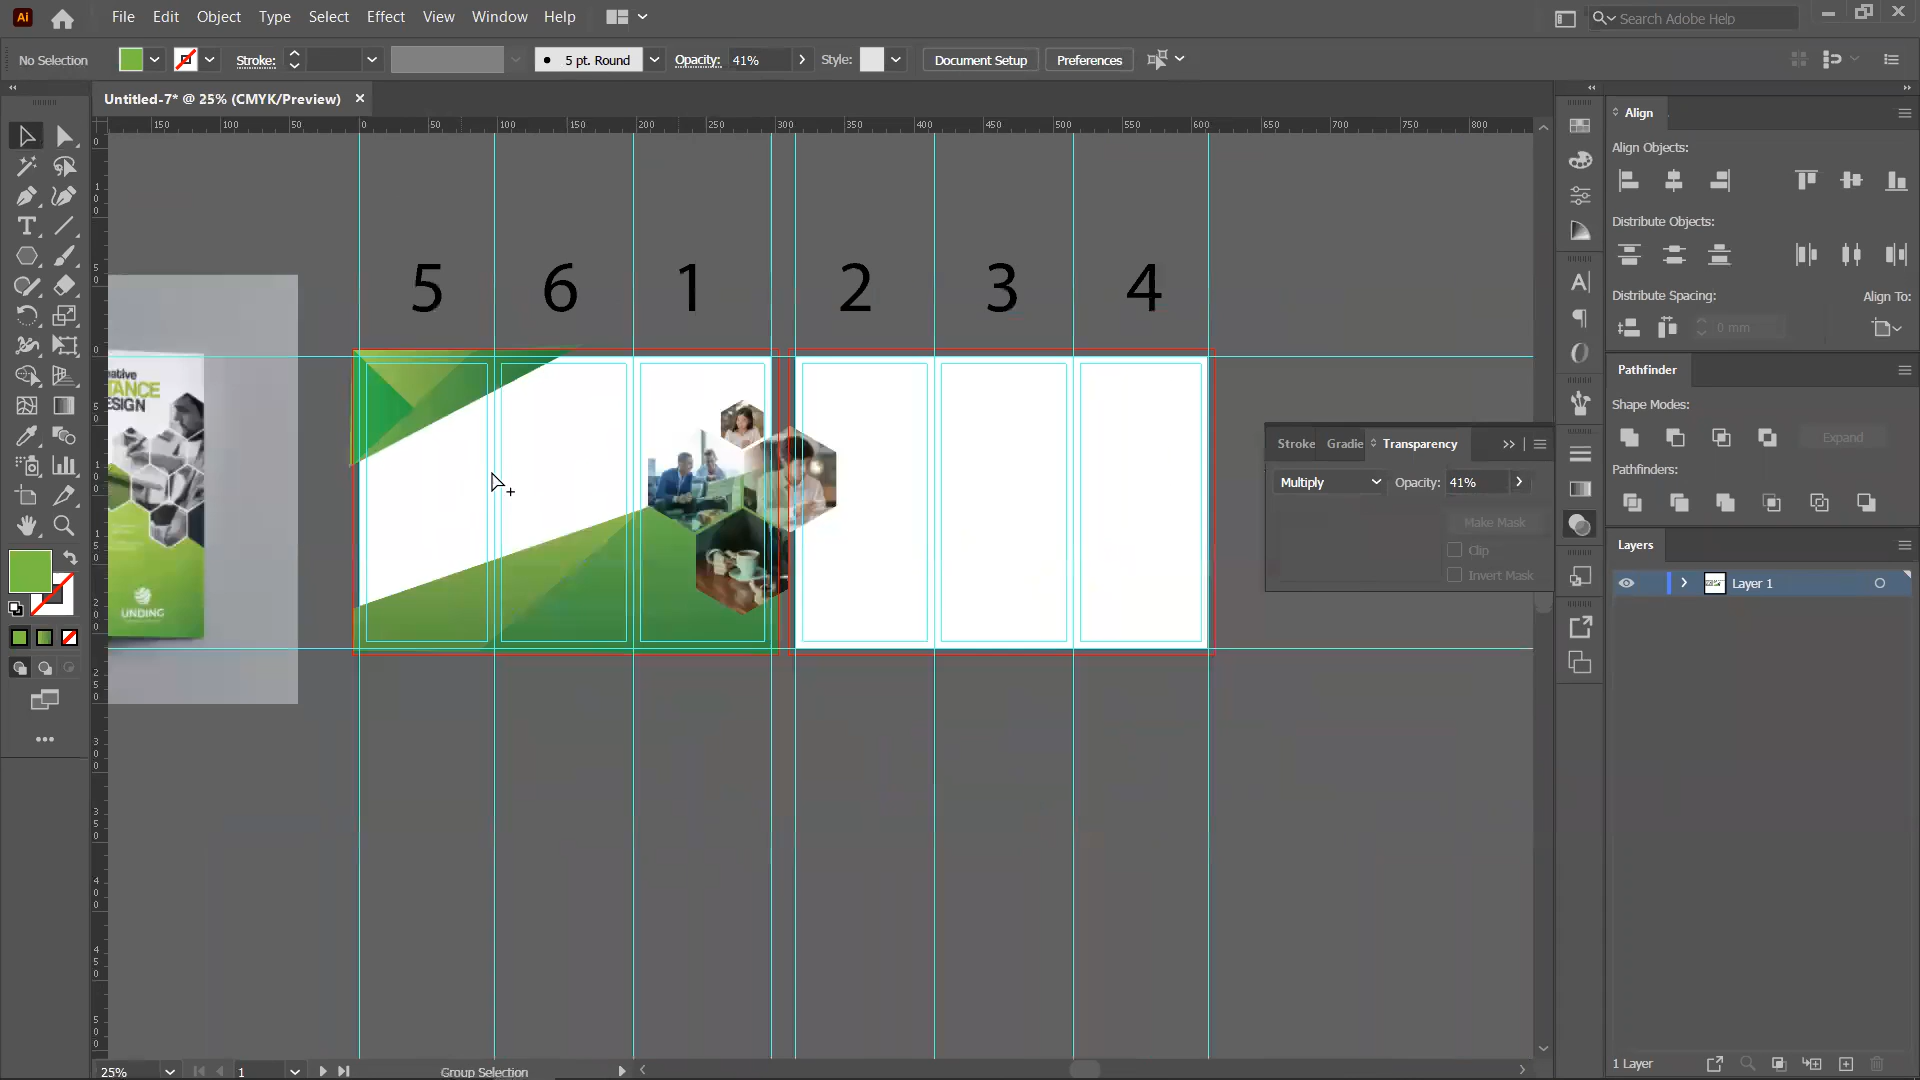 Ai
File Edit Object Type Select Effect View Window Help
Search Adobe Help
No Selection
Stroke:
5 pt. Round
Opacity: 41%
Style:
Document Setup
Preferences
Untitled-7* @ 25% (CMYK/Preview)
150 100 50 0 50 100 150 200 250 300 350 400 450 500 550 600 650 700 750 800
5 6 1 2 3 4
DESIGN
UNDING
Stroke Gradie Transparency
Multiply
Opacity: 41%
Make Mask
Clip
Invert Mask
Align
Align Objects:
Distribute Objects:
Distribute Spacing:
Align To:
0 mm
Pathfinder
Shape Modes:
Expand
Pathfinders:
Layers
Layer 1
1 Layer
25%
1
Group Selection